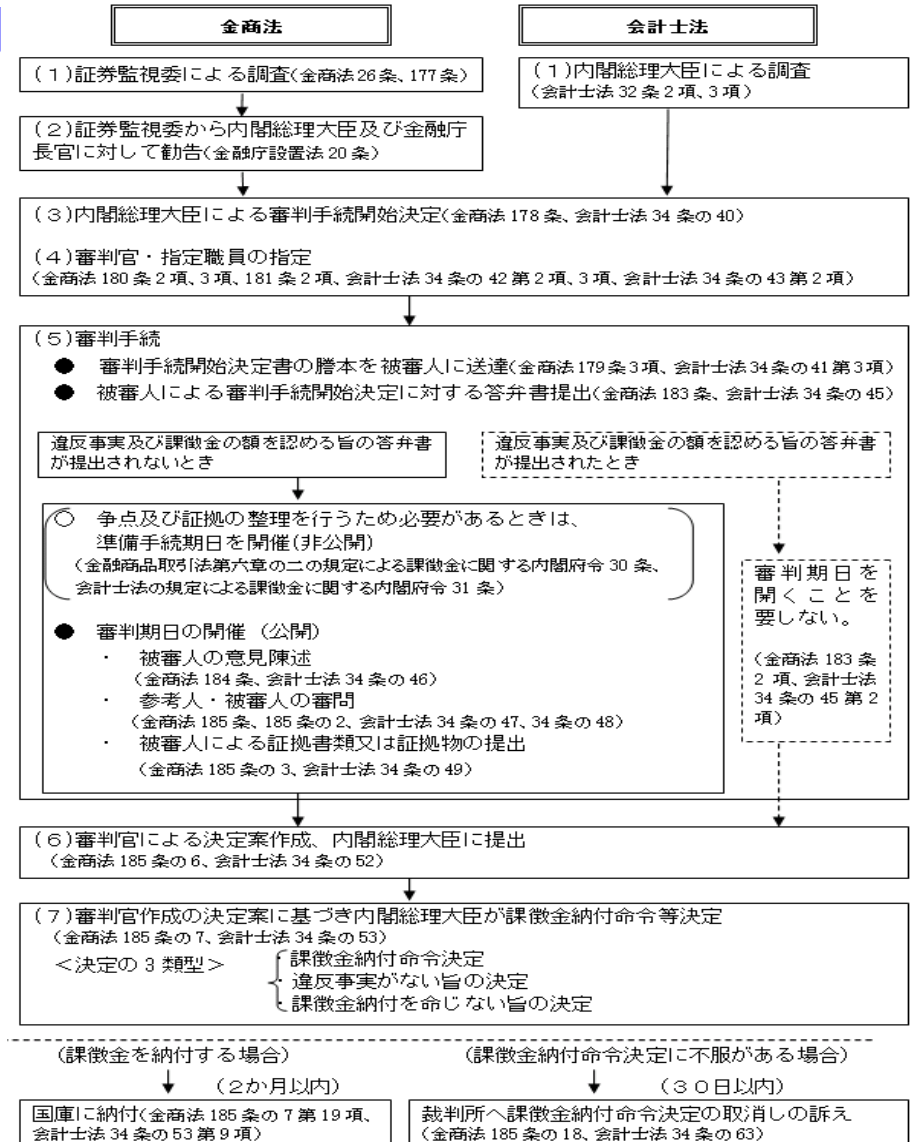 金商法
会計士法
(1)証券監視委による調査(金商法26条、177条)
(1)内閣総理大臣による調査
(会計士法32条2項、3項)
(2)証券監視委から内閣総理大臣及び金融庁
長官に対して勧告(金融庁設置法20条)
(3)内閣総理大臣による審判手続開始決定(金商法178条、会計士法34条の40)
(4)審判官・指定職員の指定
(金商法180条2項、3項、181条2項、会計士法34条の42第2項、3項、会計士法34条の43第2項)
(5)審判手続
● 審判手続開始決定書の謄本を被審人に送達(金商法179条3項、会計士法34条の41第3項)
● 被審人による審判手続開始決定に対する答弁書提出(金商法183条、会計士法34条の45)
違反事実及び課徴金の額を認める旨の答弁書
が提出されないとき
違反事実及び課徴金の額を認める旨の答弁書
が提出されたとき
○ 争点及び証拠の整理を行うため必要があるときは、
準備手続期日を開催(非公開)
(金融商品取引法第六章の二の規定による課徴金に関する内閣府令30条、
会計士法の規定による課徴金に関する内閣府令31条)
● 審判期日の開催 (公開)
・ 被審人の意見陳述
(金商法184条、会計士法34条の46)
・ 参考人・被審人の審問
(金商法185条、185条の2、会計士法34条の47、34条の48)
・ 被審人による証拠書類又は証拠物の提出
(金商法185条の3、会計士法34条の49)
審判期日を
開くことを
要しない。
(金商法183条
2項、会計士法
34条の45第2
項)
(6)審判官による決定案作成、内閣総理大臣に提出
(金商法185条の6、会計士法34条の52)
(7)審判官作成の決定案に基づき内閣総理大臣が課徴金納付命令等決定
(金商法185条の7、会計士法34条の53)
<決定の3類型>
課徴金納付命令決定
違反事実がない旨の決定
課徴金納付を命じない旨の決定
(課徴金を納付する場合)
(2か月以内)
国庫に納付(金商法185条の7第19項、
会計士法34条の53第9項)
(課徴金納付命令決定に不服がある場合)
(30日以内)
裁判所へ課徴金納付命令決定の取消しの訴え
(金商法185条の18、会計士法34条の63)